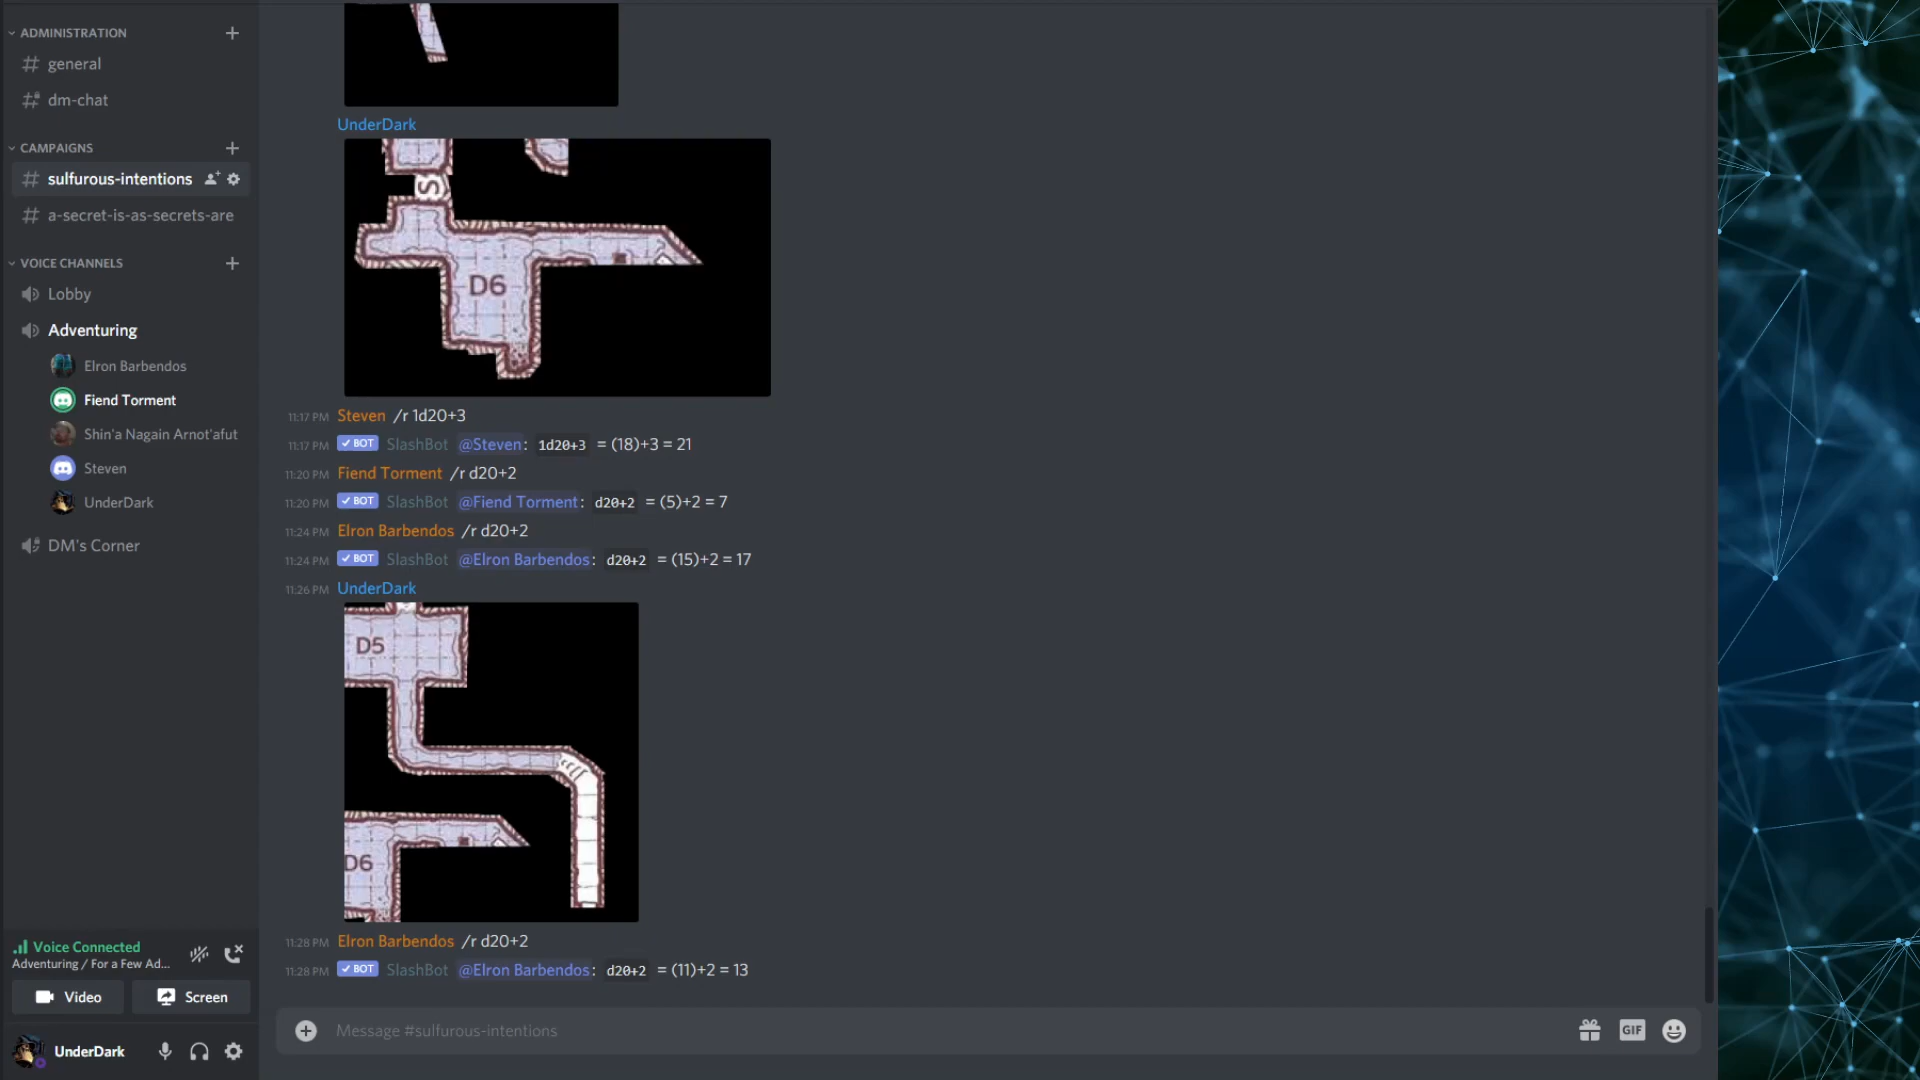 ADMINISTRATION
general
dm-chat
CAMPAIGNS
sulfurous-intentions
a-secret-is-as-secrets-are
VOICE CHANNELS
Lobby
Adventuring
Elron Barbendos
Fiend Torment
Shin'a Nagain Arnot'afut
Steven
UnderDark
DM's Corner
Voice Connected
Adventuring / For a Few Ad...
Video
Screen
UnderDark
UnderDark
S
D6
11:17 PM Steven /r 1d20+3
11:17 PM BOT SlashBot @Steven: 1d20+3 = (18)+3 = 21
11:20 PM Fiend Torment /r d20+2
11:20 PM BOT SlashBot @Fiend Torment: d20+2 = (5)+2 = 7
11:24 PM Elron Barbendos /r d20+2
11:24 PM BOT SlashBot @Elron Barbendos: d20+2 = (15)+2 = 17
11:26 PM UnderDark
D5
D6
11:28 PM Elron Barbendos /r d20+2
11:28 PM BOT SlashBot @Elron Barbendos: d20+2 = (11)+2 = 13
Message #sulfurous-intentions
GIF